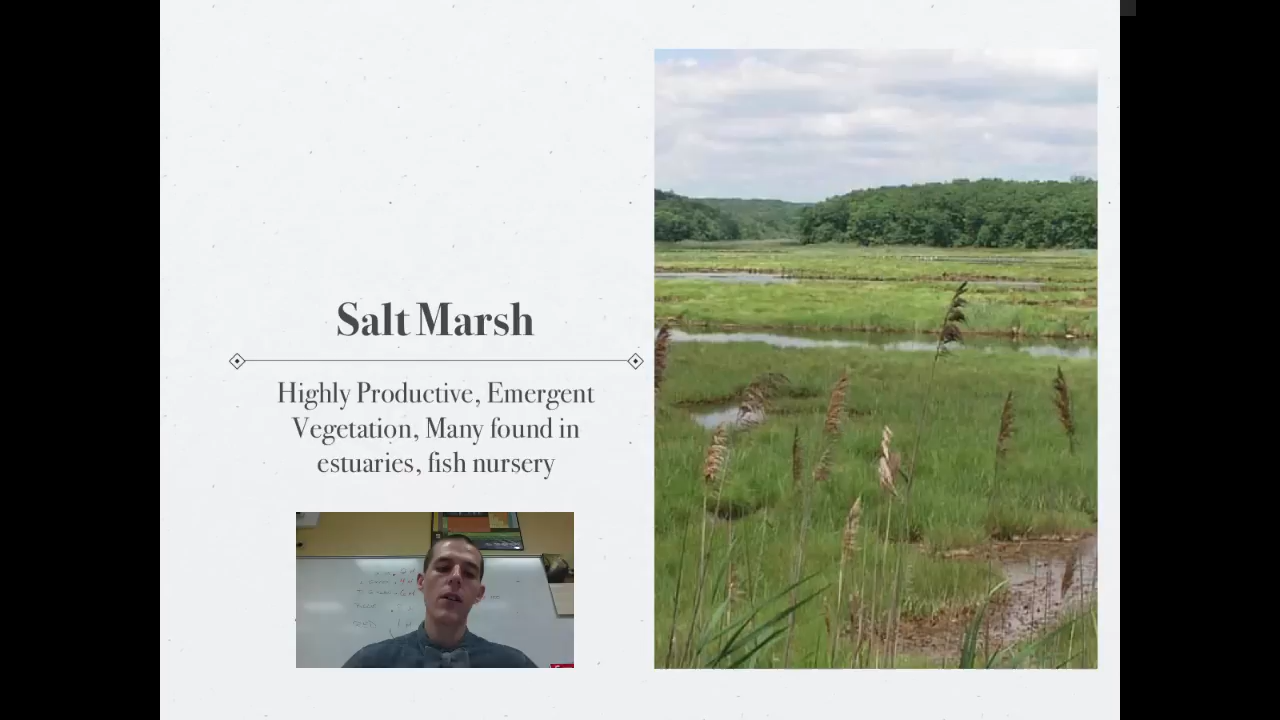 Salt Marsh
Highly Productive, Emergent
Vegetation, Many found in
estuaries, fish nursery